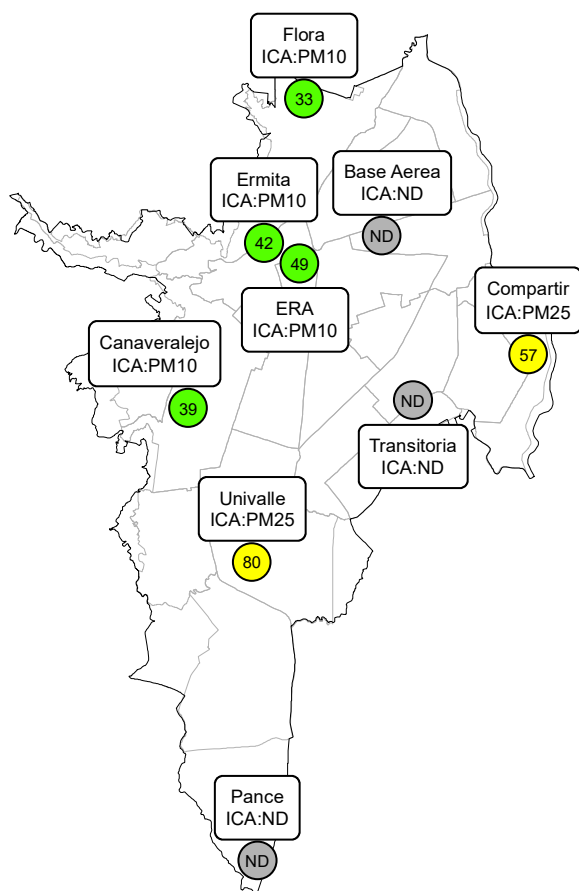 Flora
ICA:PM10
33
Ermita
ICA:PM10
42
Base Aerea
ICA:ND
ND
49
ERA
ICA:PM10
Compartir
ICA:PM25
57
Canaveralejo
ICA:PM10
39
ND
Transitoria
ICA:ND
Univalle
ICA:PM25
80
Pance
ICA:ND
ND